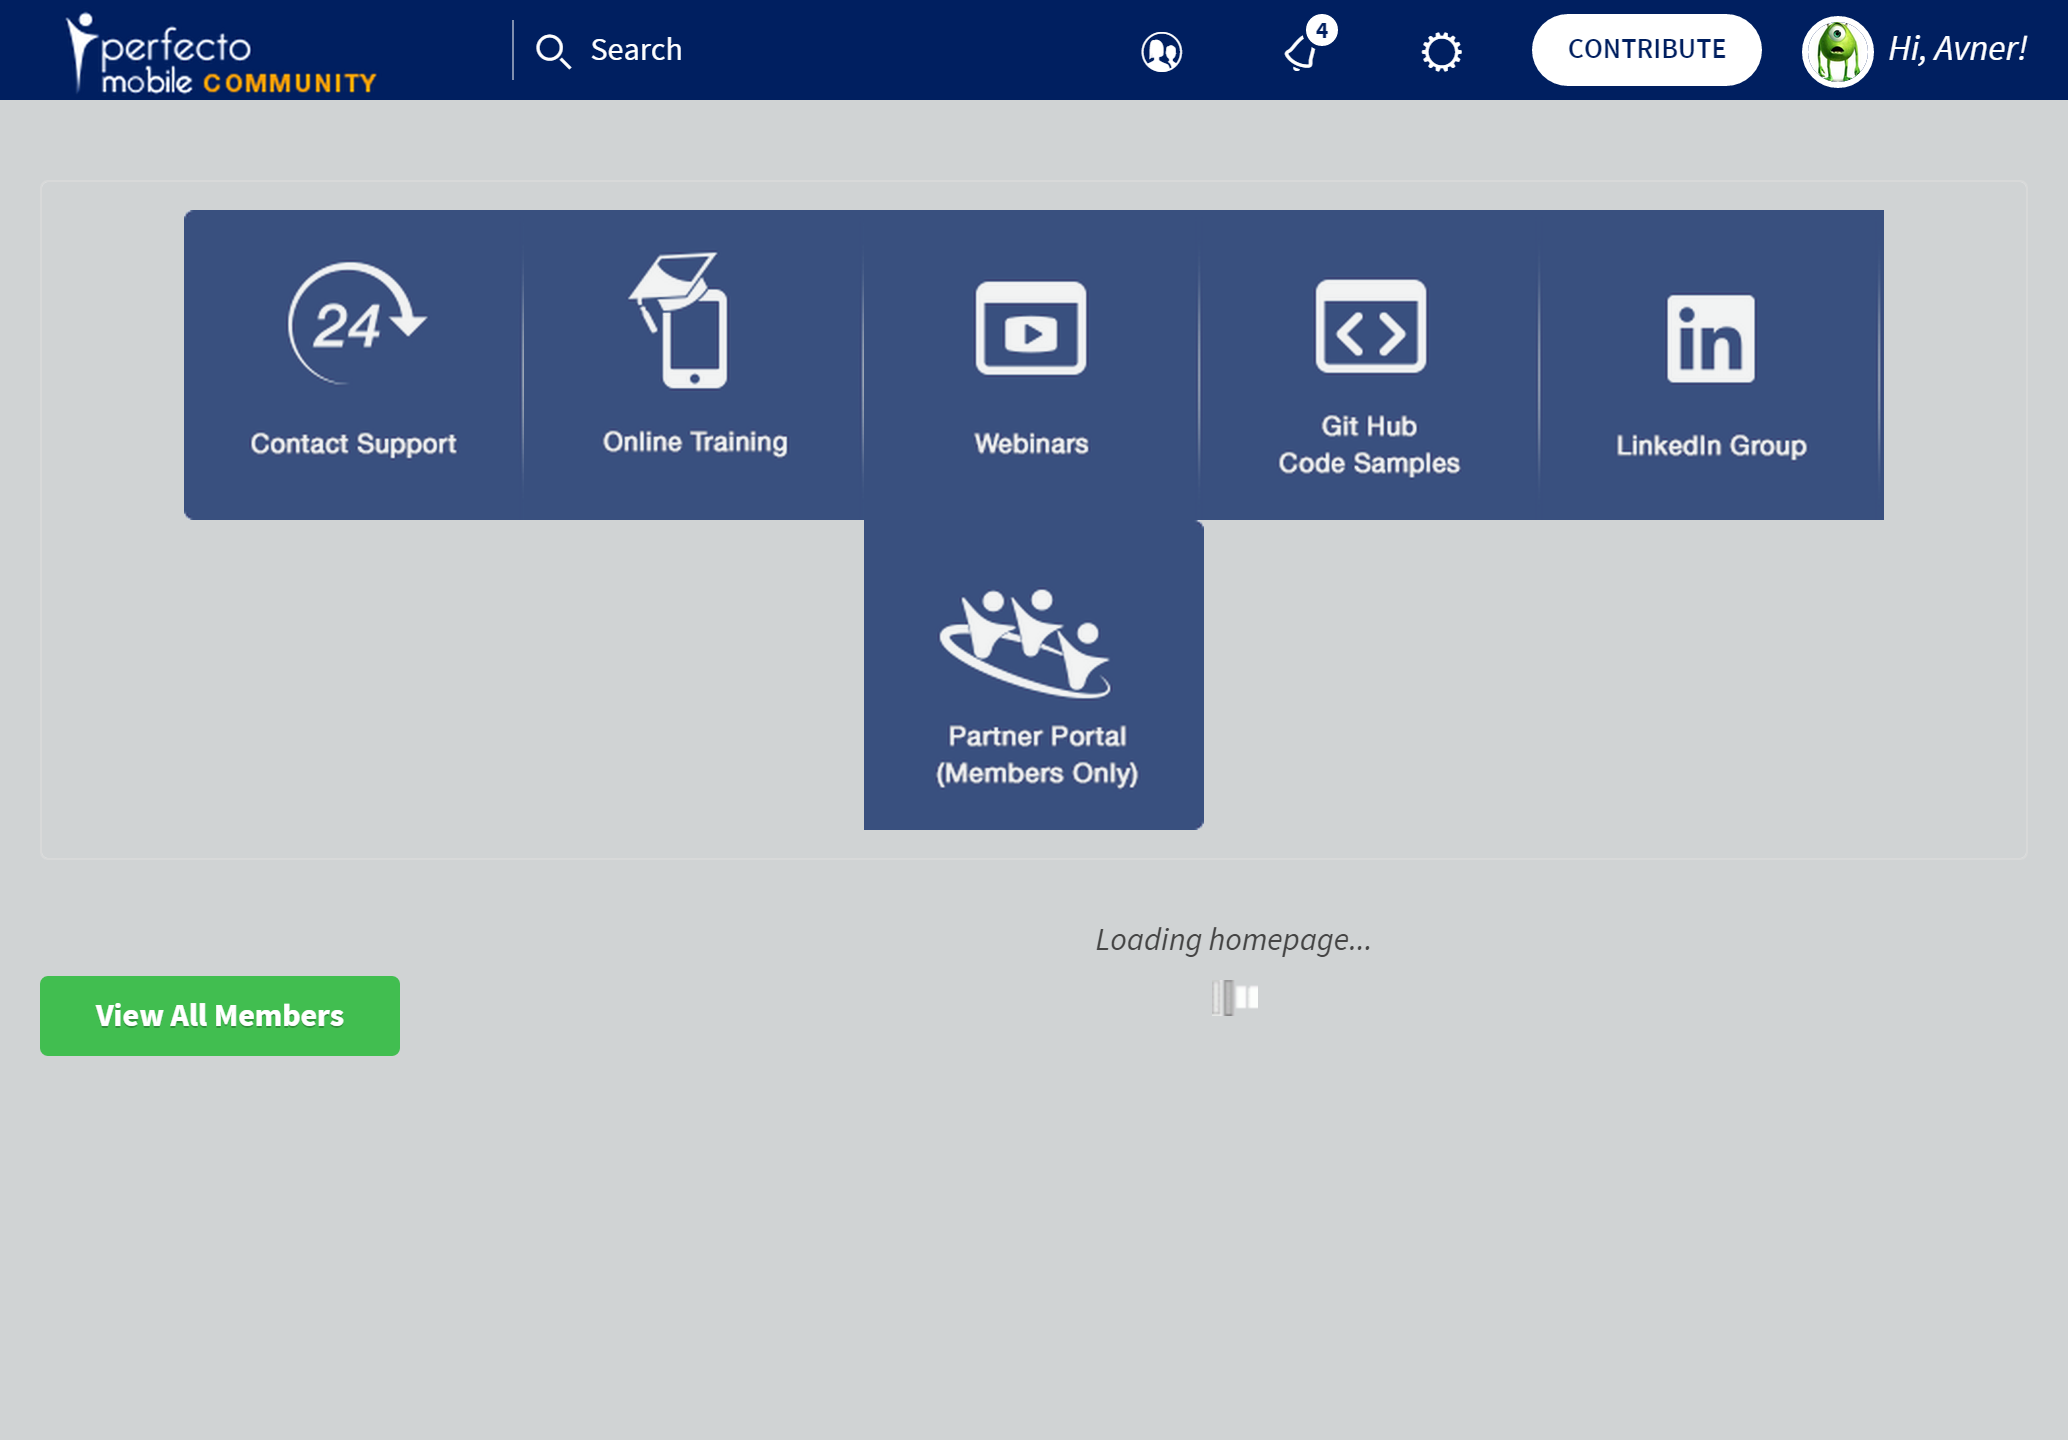 perfecto
mobile COMMUNITY
Search
4
CONTRIBUTE
Hi, Avner!
24
Contact Support
Online Training
Webinars
Git Hub
Code Samples
in
LinkedIn Group
Partner Portal
(Members Only)
Loading homepage...
View All Members